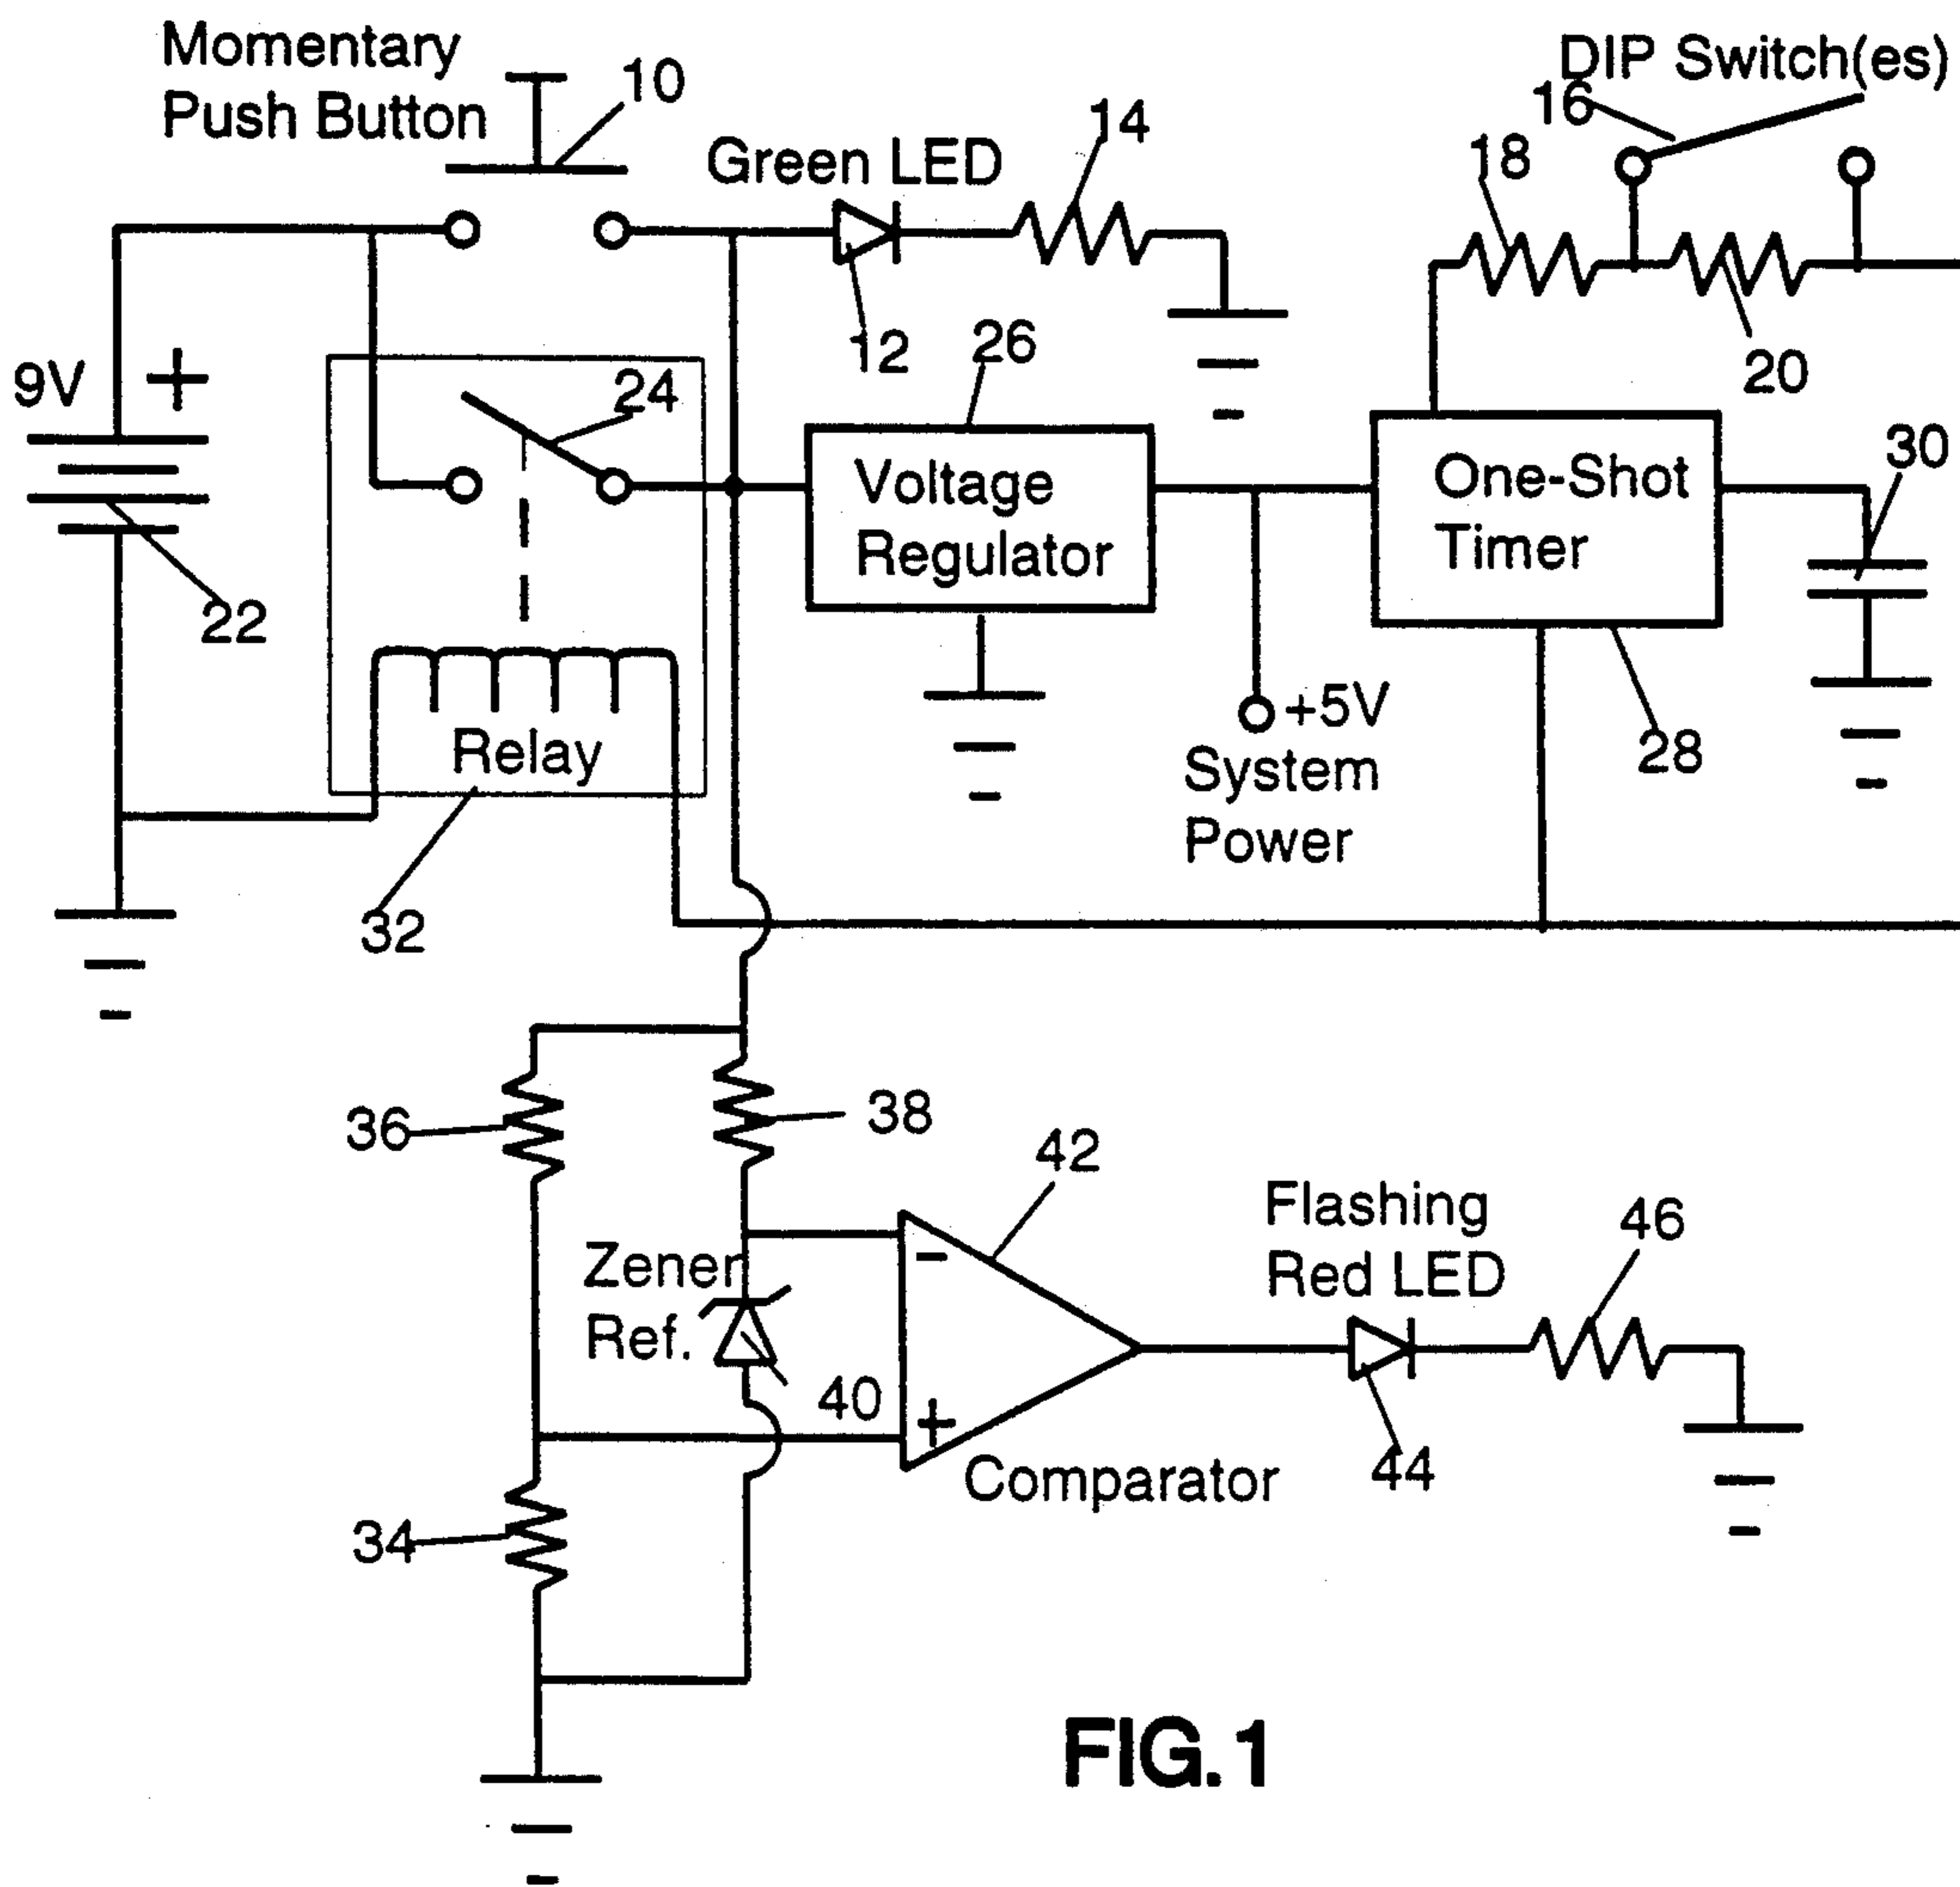 Momentary
Push Button
10
Green LED
14
DIP Switch(es)
16
18
12
20
9V
+
24
26
Voltage
Regulator
One-Shot
Timer
30
22
Relay
+5V
System
Power
28
32
36
38
42
Zener
Ref.
-
Flashing
Red LED
46
40
+
Comparator
44
34
FIG.1